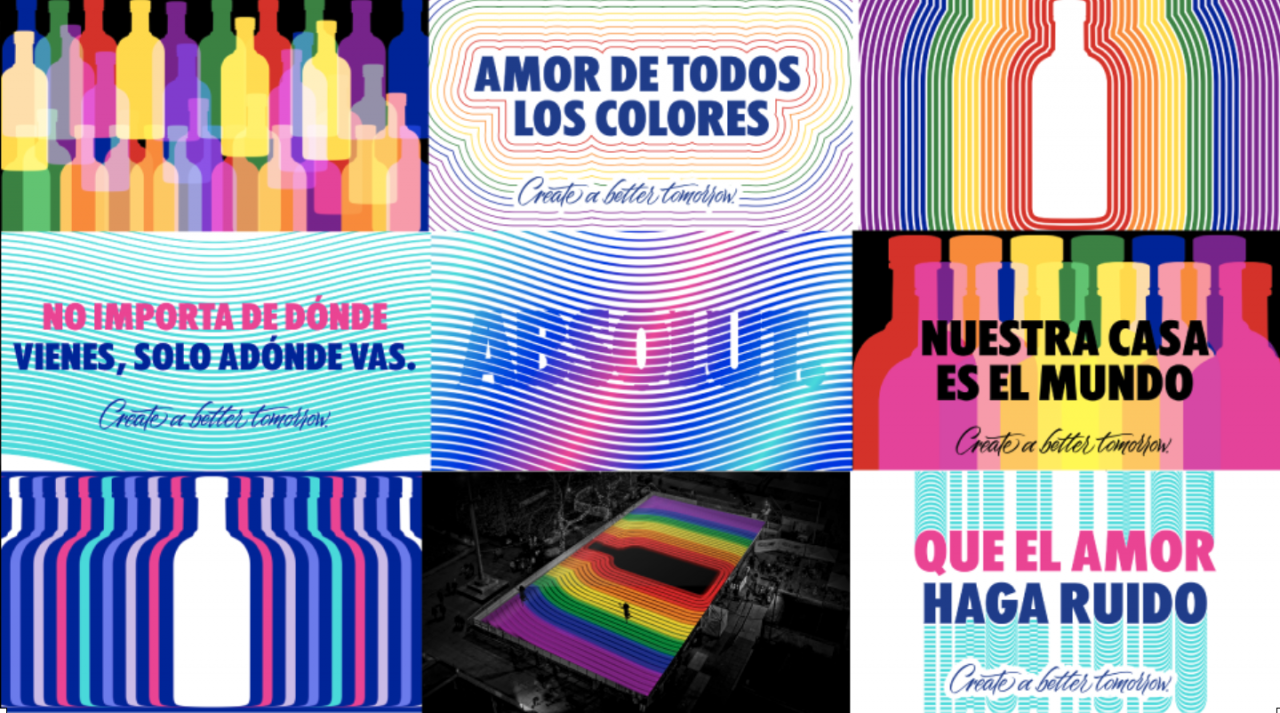 AMOR DE TODOS
LOS COLORES
Create a better tomorrow.
NO IMPORTA DE DÓNDE
VIENES, SOLO ADÓNDE VAS.
Create a better tomorrow.
ABSOLUT
NUESTRA CASA
ES EL MUNDO
Create a better tomorrow.
QUE EL AMOR
HAGA RUIDO
Create a better tomorrow.